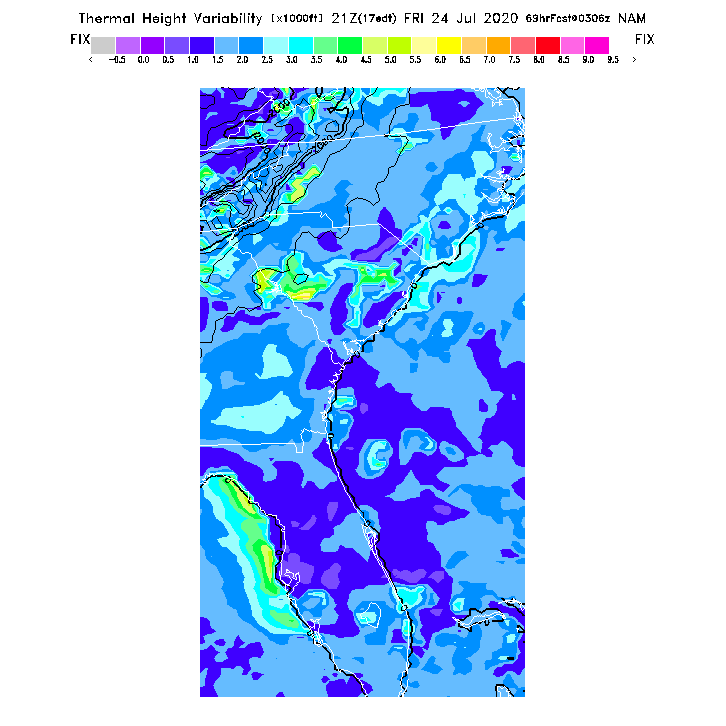 Thermal Height Variability [x1000ft] 21Z(17edt) FRI 24 Jul 2020 69hrFcst@0306z NAM
FIX FIX
< -0.5 0.0 0.5 1.0 1.5 2.0 2.5 3.0 3.5 4.0 4.5 5.0 5.5 6.0 6.5 7.0 7.5 8.0 8.5 9.0 9.5 >